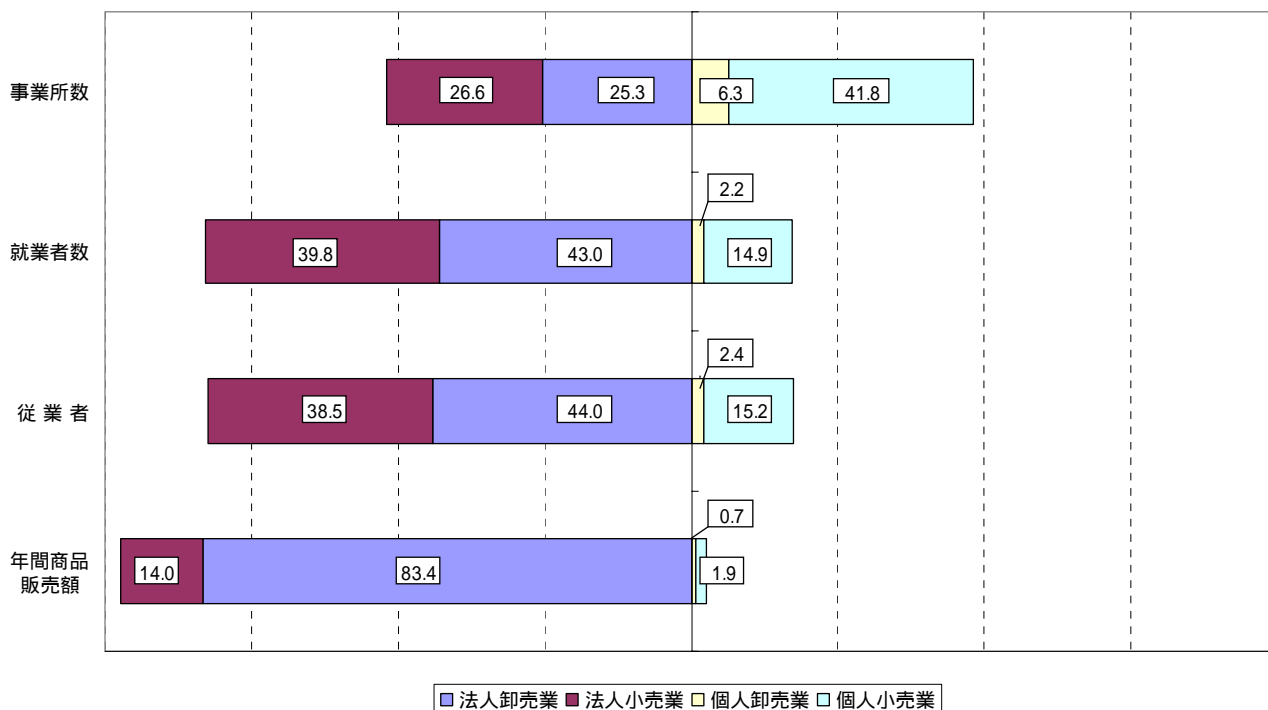 事業所数
26.6 25.3 6.3 41.8
2.2
就業者数
39.8 43.0 14.9
2.4
従業者
38.5 44.0 15.2
0.7
年間商品
販売額
14.0 83.4 1.9
法人卸売業 法人小売業 個人卸売業 個人小売業